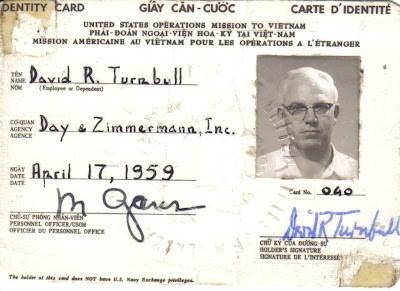 IDENTITY CARD GIẤY CĂN-CƯỚC CARTE D'IDENTITÉ
UNITED STATES OPERATIONS MISSION TO VIETNAM
PHÁI-ĐOÀN NGOẠI-VIỆN HOA-KỲ TẠI VIỆT-NAM
MISSION AMÉRICAINE AU VIÊTNAM POUR LES OPÉRATIONS A L'ÉTRANGER
TÊN
NAME David R. Turnbull
NOM (Employee or Dependent)
CƠ-QUAN
AGENCY Day & Zimmermann, Inc.
AGENCE
NGÀY
DATE April 17, 1959
DATE
Card No. 040
CHỦ-SỰ PHÒNG NHÂN-VIÊN
PERSONNEL OFFICER/USOM
OFFICIER DU PERSONNEL OFFICE
David R Turnbull
CHỮ KÝ CỦA ĐƯƠNG-SỰ
HOLDER'S SIGNATURE
SIGNATURE DE L'INTÉRESSÉ
The holder of this card does NOT have U.S. Navy Exchange privileges.